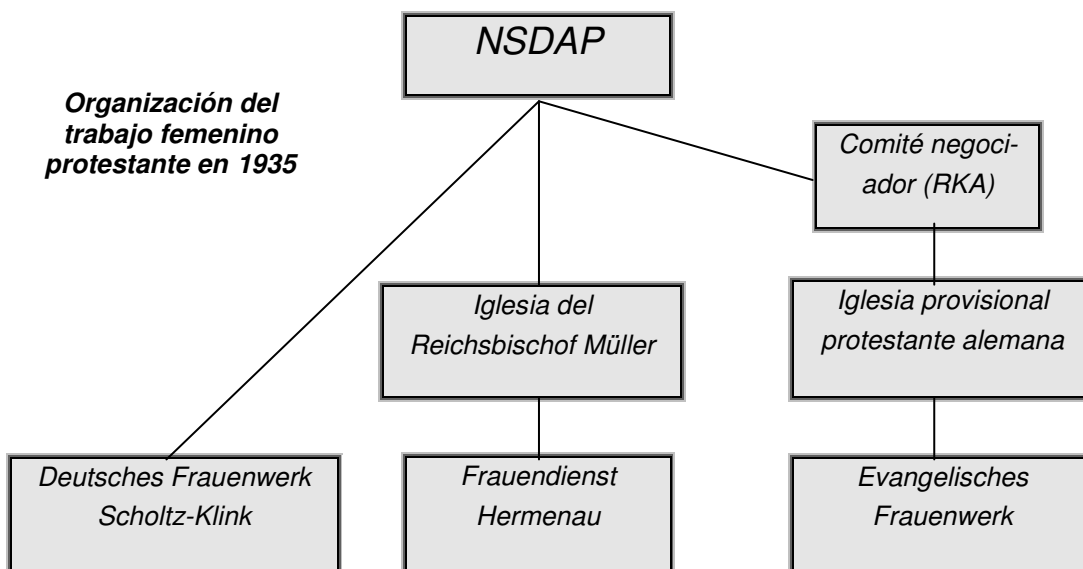 NSDAP
Organización del
trabajo femenino
protestante en 1935
Comité negoci-
ador (RKA)
Iglesia del
Reichsbischof Müller
Iglesia provisional
protestante alemana
Deutsches Frauenwerk
Scholtz-Klink
Frauendienst
Hermenau
Evangelisches
Frauenwerk